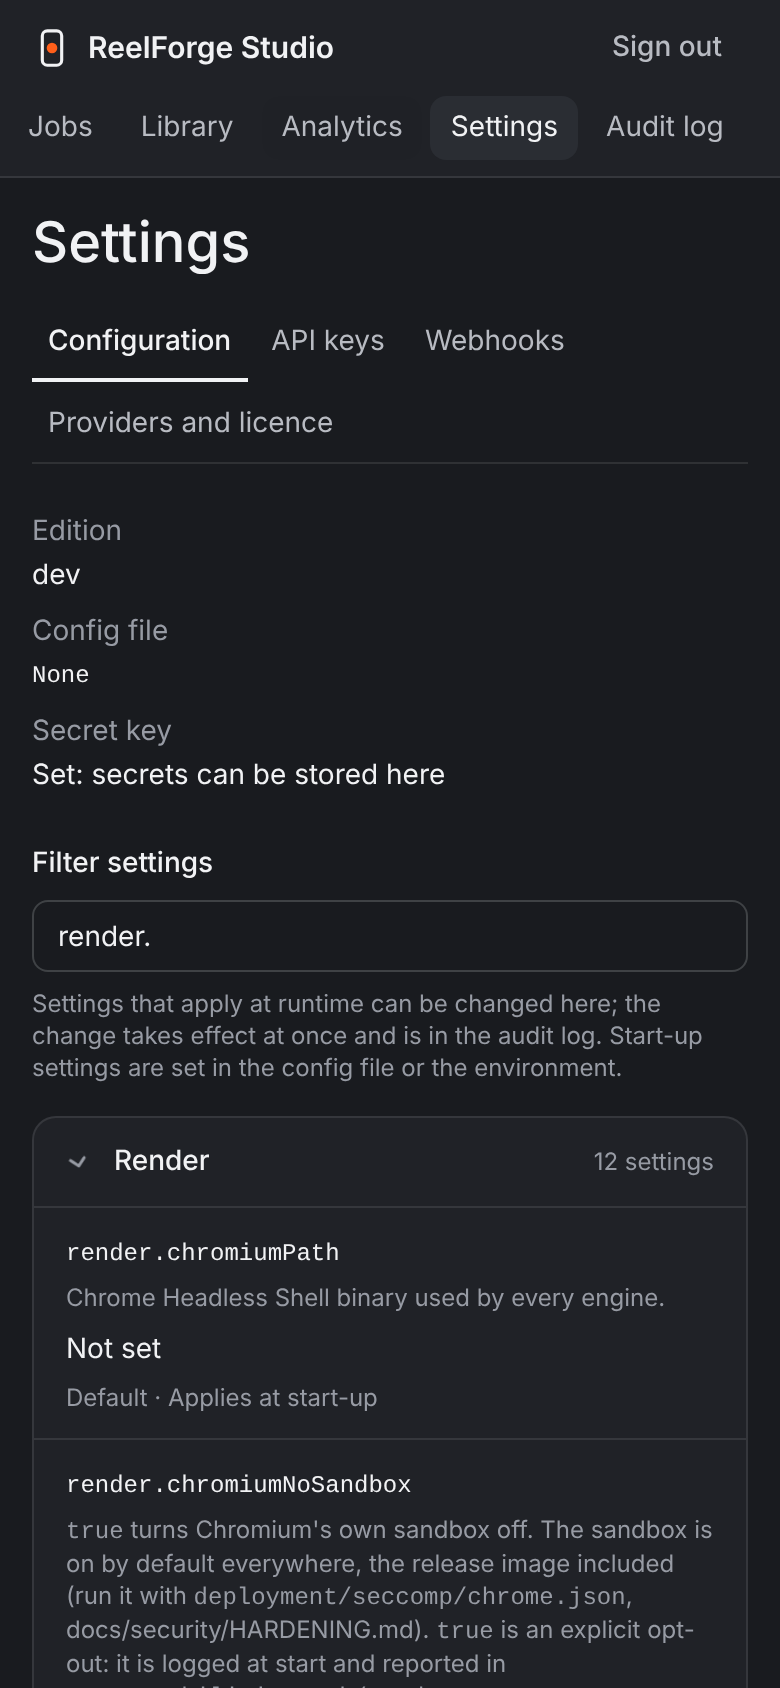 ReelForge Studio
Sign out
Jobs
Library
Analytics
Settings
Audit log
Settings
Configuration
API keys
Webhooks
Providers and licence
Edition
dev
Config file
None
Secret key
Set: secrets can be stored here
Filter settings
render.
Settings that apply at runtime can be changed here; the
change takes effect at once and is in the audit log. Start-up
settings are set in the config file or the environment.
Render
12 settings
render.chromiumPath
Chrome Headless Shell binary used by every engine.
Not set
Default · Applies at start-up
render.chromiumNoSandbox
true turns Chromium's own sandbox off. The sandbox is
on by default everywhere, the release image included
(run it with deployment/seccomp/chrome.json,
docs/security/HARDENING.md). true is an explicit opt-
out: it is logged at start and reported in